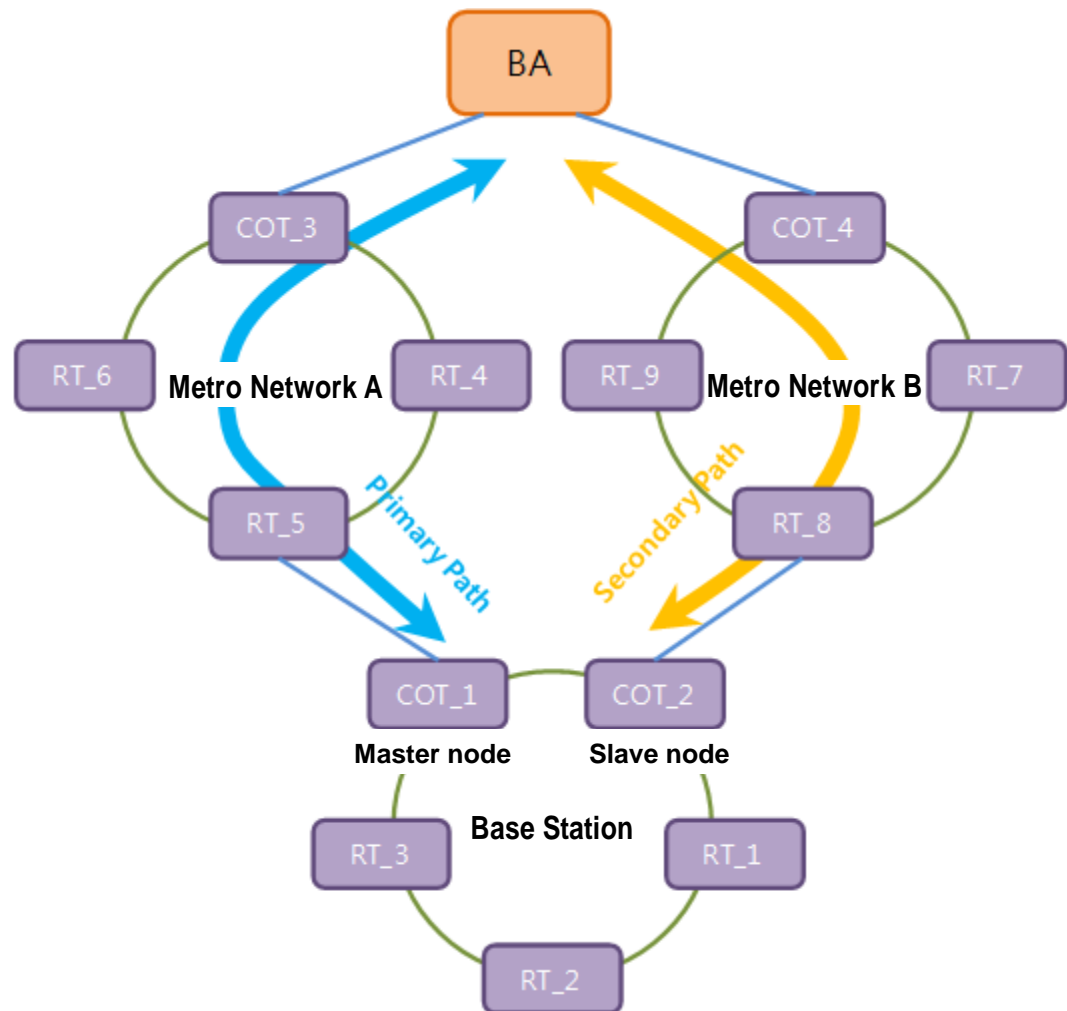 BA
COT_3
COT_4
RT_6
Metro Network A
RT_4
RT_9
Metro Network B
RT_7
RT_5
Primary Path
Secondary Path
RT_8
COT_1
COT_2
Master node
Slave node
Base Station
RT_3
RT_1
RT_2